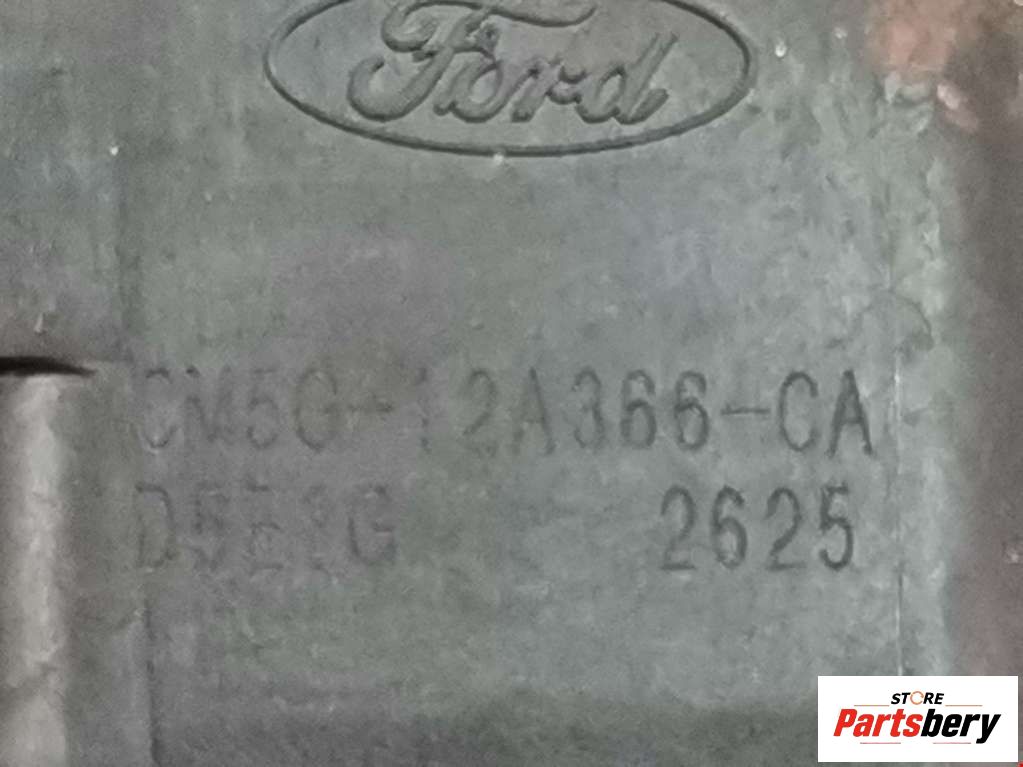 Ford
CM5G-12A366-CA
2625
STORE
Partsbery